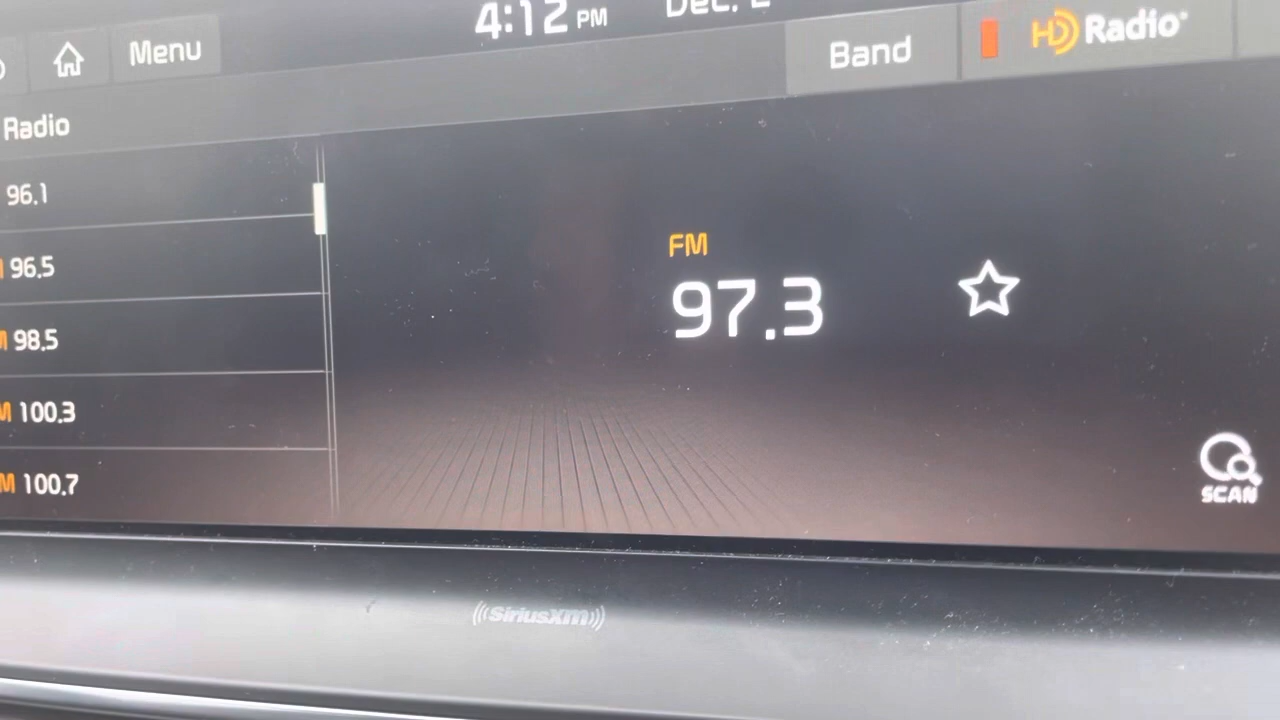 4:12 PM
Menu
Band
HD Radio
Radio
96.1
96.5
98.5
M 100.3
M 100.7
FM
97.3
SCAN
((SiriusXM))